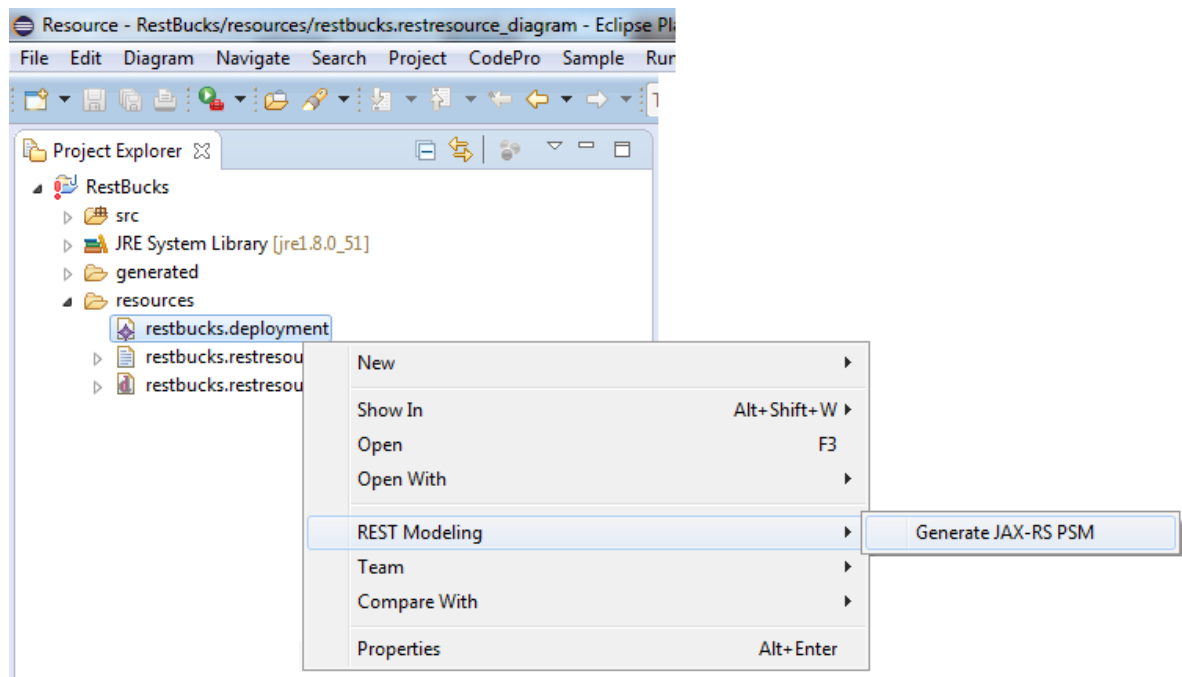 Resource - RestBucks/resources/restbucks.restresource_diagram - Eclipse Pla
File Edit Diagram Navigate Search Project CodePro Sample Run
Project Explorer
RestBucks
src
JRE System Library [jre1.8.0_51]
generated
resources
restbucks.deployment
restbucks.restresou
restbucks.restresou
New
Show In Alt+Shift+W
Open F3
Open With
REST Modeling
Generate JAX-RS PSM
Team
Compare With
Properties Alt+Enter